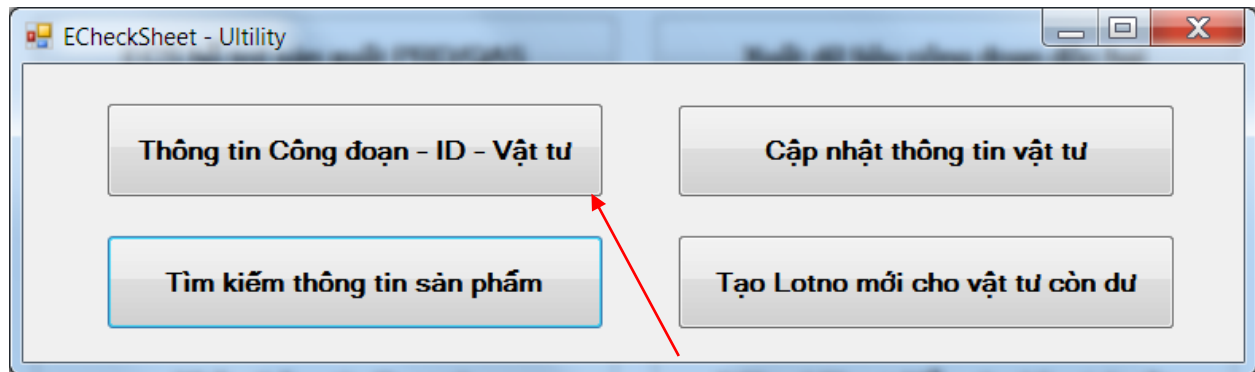 ECheckSheet - Ultility
Thông tin Công đoạn - ID - Vật tư
Cập nhật thông tin vật tư
Tìm kiếm thông tin sản phẩm
Tạo Lotno mới cho vật tư còn dư